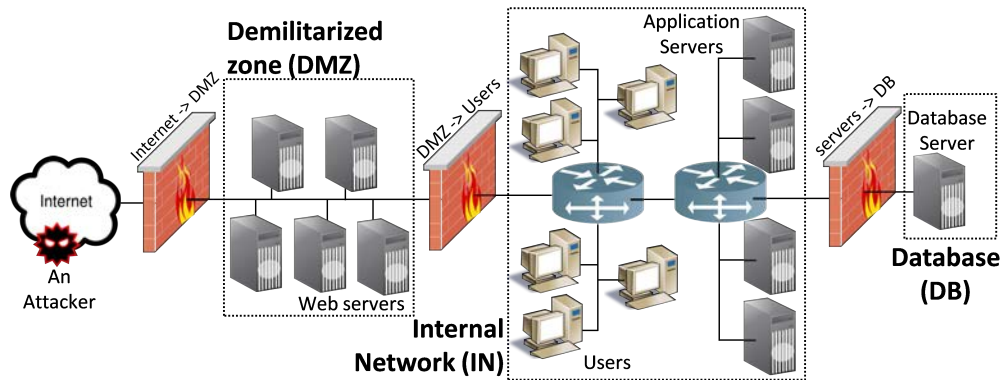 Demilitarized
zone (DMZ)
Internet -> DMZ
Internet
An
Attacker
Web servers
DMZ -> Users
Internal
Network (IN)
Users
Application
Servers
servers -> DB
Database
Server
Database
(DB)